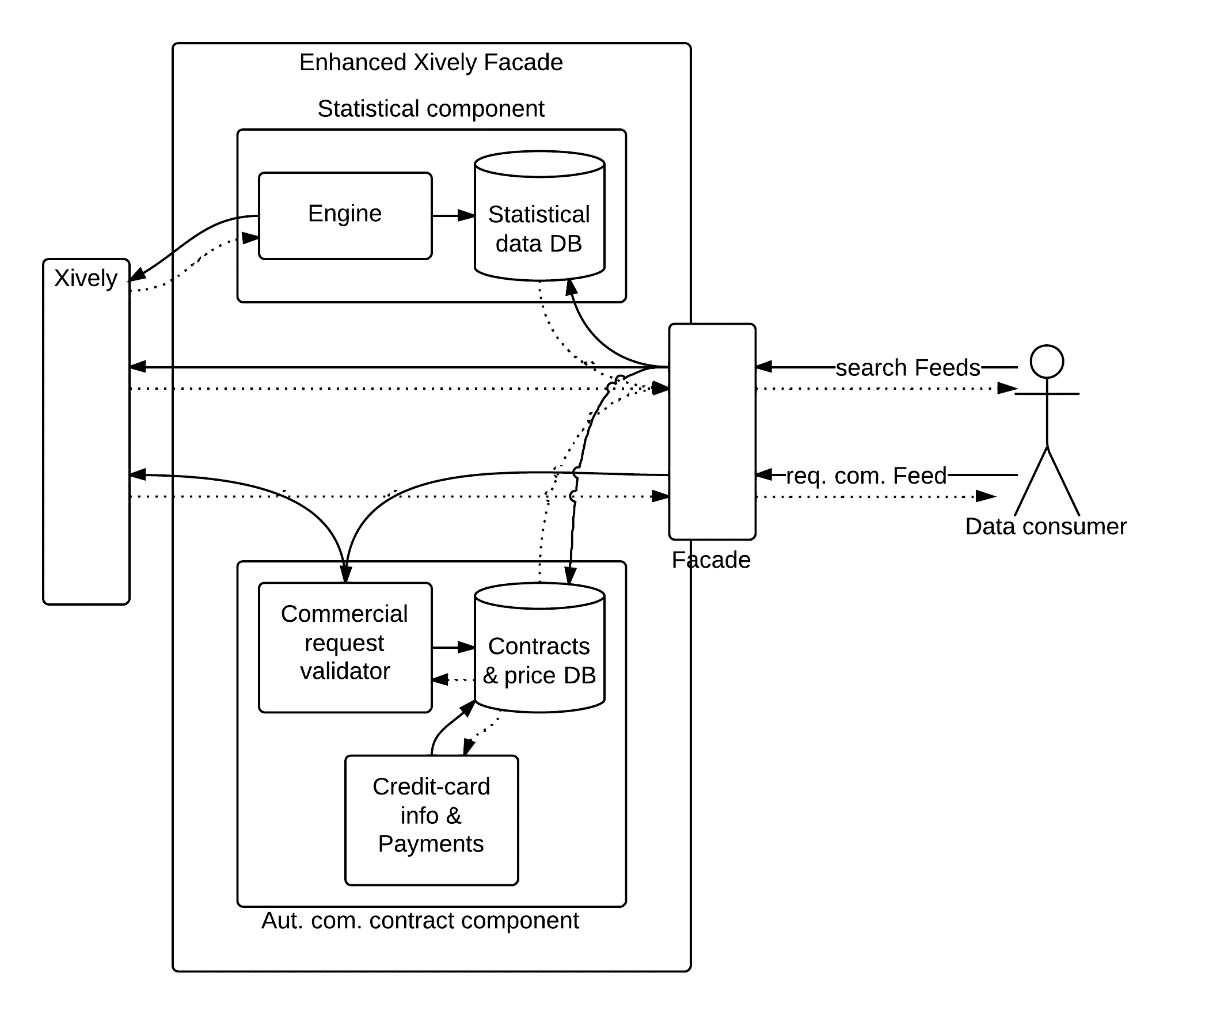 Enhanced Xively Facade
Statistical component
Engine
Statistical
data DB
Xively
search Feeds
req. com. Feed
Data consumer
Facade
Commercial
request
validator
Contracts
& price DB
Credit-card
info &
Payments
Aut. com. contract component